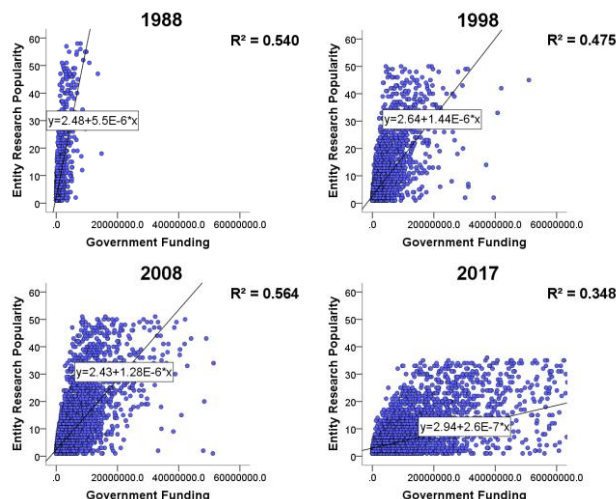 1988
R² = 0.540
Entity Research Popularity
60
50
40
30
20
10
0
y=2.48+5.5E-6*x
.0 20000000.0 40000000.0 60000000.0
Government Funding
1998
R² = 0.475
Entity Research Popularity
60
50
40
30
20
10
0
y=2.64+1.44E-6*x
.0 20000000.0 40000000.0 60000000.0
Government Funding
2008
R² = 0.564
Entity Research Popularity
60
50
40
30
20
10
0
y=2.43+1.28E-6*x
.0 20000000.0 40000000.0 60000000.0
Government Funding
2017
R² = 0.348
Entity Research Popularity
60
50
40
30
20
10
0
y=2.94+2.6E-7*x
.0 20000000.0 40000000.0 60000000.0
Government Funding